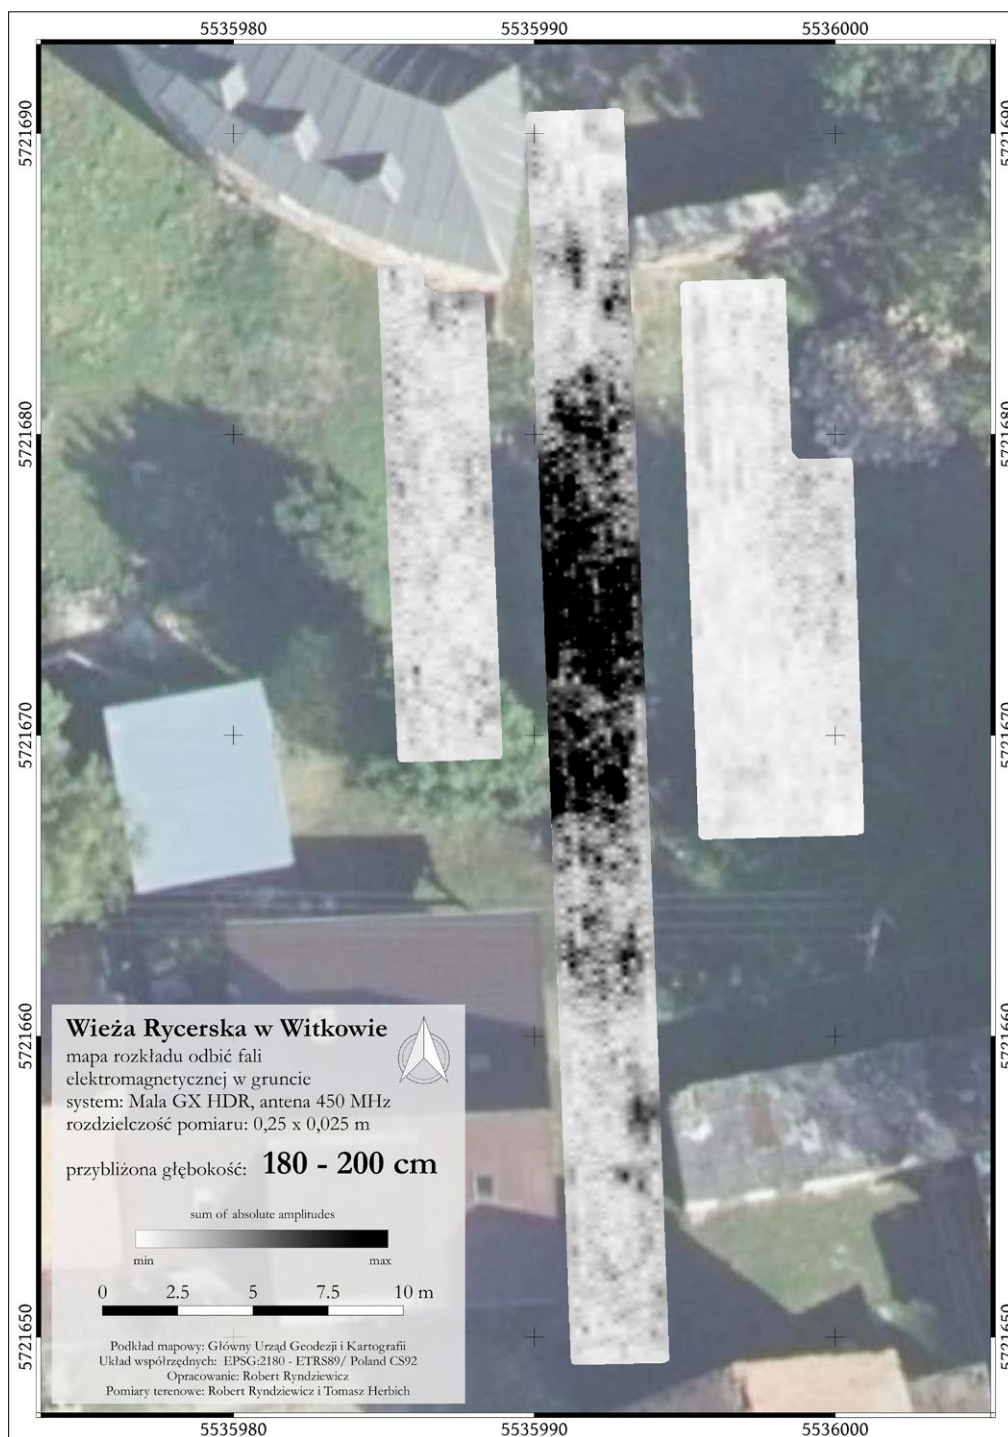 5535980 5535990 5536000
5721690 5721690
5721680 5721680
5721670 5721670
5721660 5721660
5721650 5721650
Wieża Rycerska w Witkowie
mapa rozkładu odbić fali
elektromagnetycznej w gruncie
system: Mala GX HDR, antena 450 MHz
rozdzielczość pomiaru: 0,25 x 0,025 m
przybliżona głębokość: 180 - 200 cm
sum of absolute amplitudes
min max
0 2.5 5 7.5 10 m
Podkład mapowy: Główny Urząd Geodezji i Kartografii
Układ współrzędnych: EPSG:2180 - ETRS89/ Poland CS92
Opracowanie: Robert Ryndziewicz
Pomiary terenowe: Robert Ryndziewicz i Tomasz Herbich
5535980 5535990 5536000